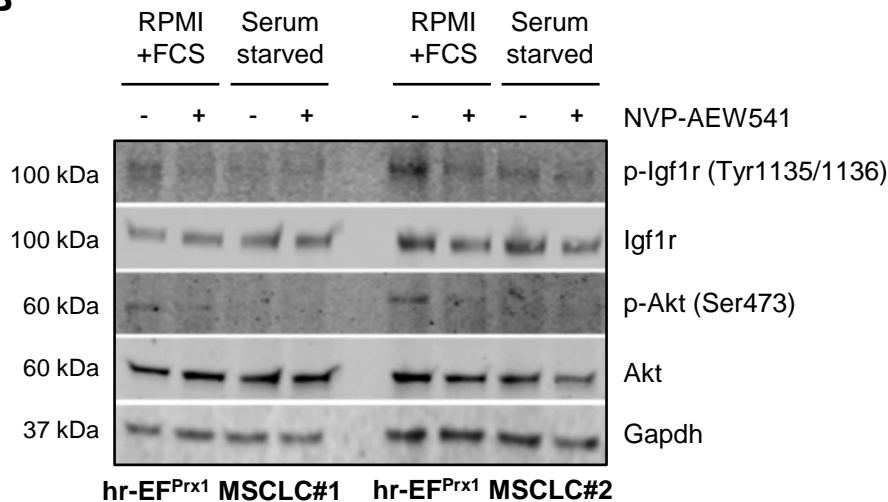 RPMI Serum RPMI Serum
+FCS starved +FCS starved
- + - + - + - + NVP-AEW541
100 kDa p-Igf1r (Tyr1135/1136)
100 kDa Igf1r
60 kDa p-Akt (Ser473)
60 kDa Akt
37 kDa Gapdh
hr-EFPrx1 MSCLC#1 hr-EFPrx1 MSCLC#2